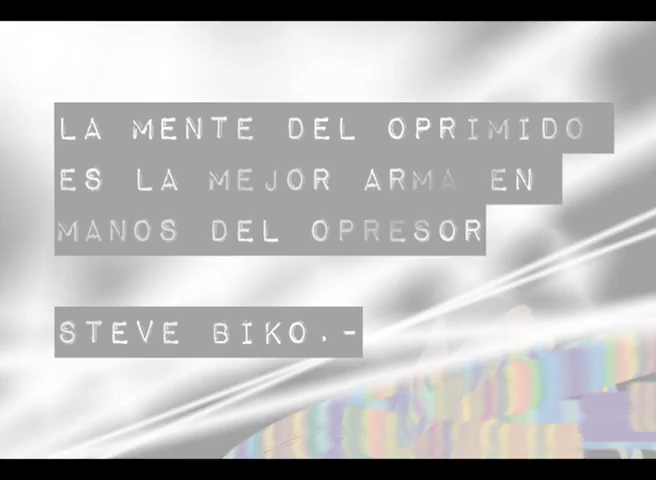 LA MENTE DEL OPRIMIDO
ES LA MEJOR ARMA EN
MANOS DEL OPRESOR
STEVE BIKO.-